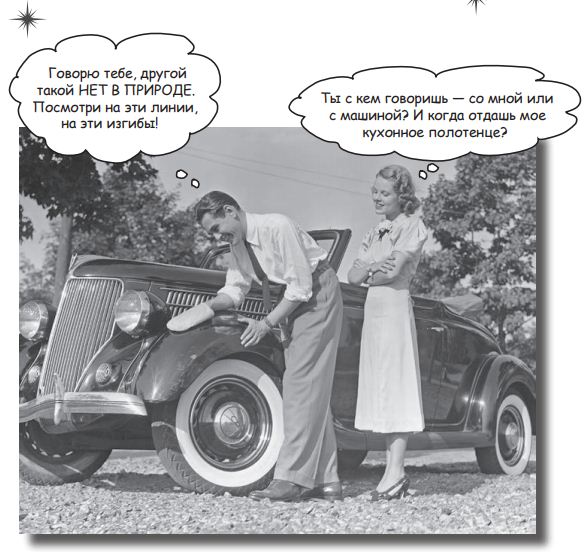 Говорю тебе, другой
такой НЕТ В ПРИРОДЕ.
Посмотри на эти линии,
на эти изгибы!
Ты с кем говоришь — со мной или
с машиной? И когда отдашь мое
кухонное полотенце?